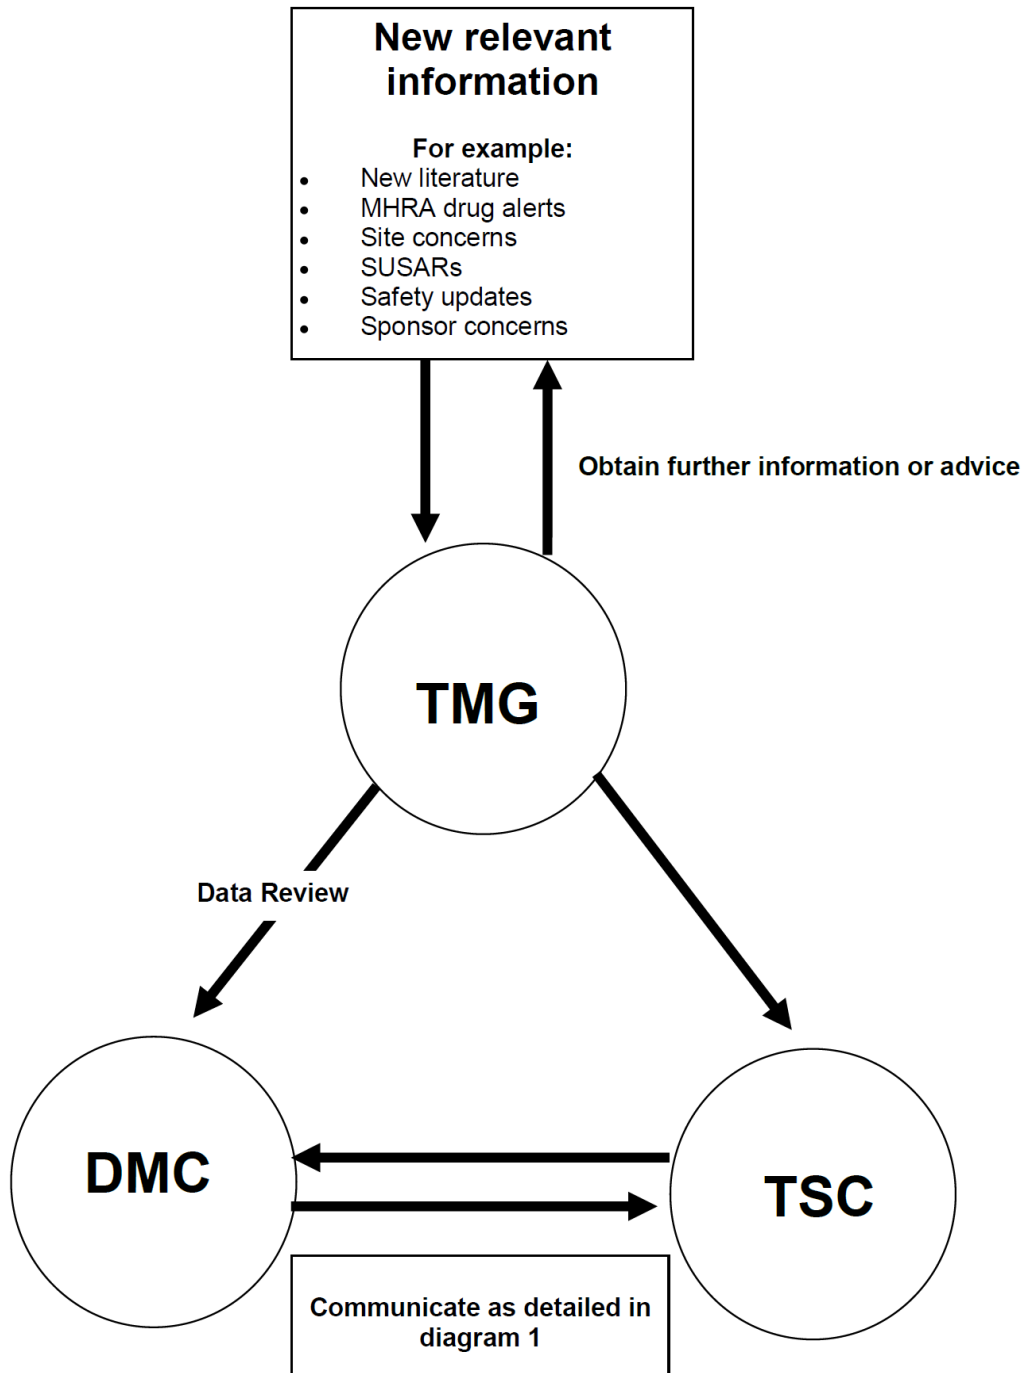 New relevant
information
For example:
• New literature
• MHRA drug alerts
• Site concerns
• SUSARs
• Safety updates
• Sponsor concerns
Obtain further information or advice
TMG
Data Review
DMC
TSC
Communicate as detailed in
diagram 1